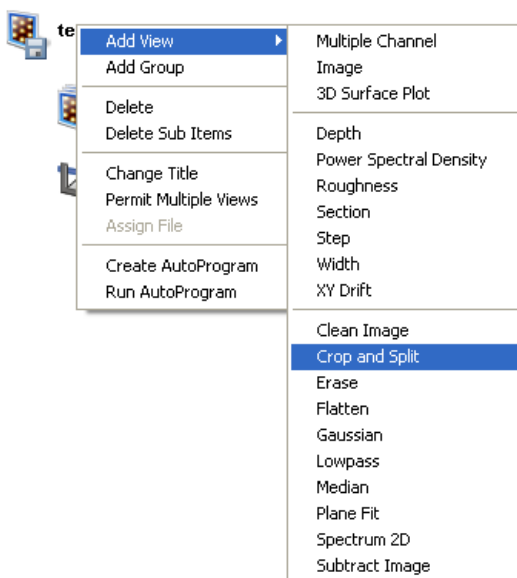 te
Add View
Add Group
Delete
Delete Sub Items
Change Title
Permit Multiple Views
Assign File
Create AutoProgram
Run AutoProgram
Multiple Channel
Image
3D Surface Plot
Depth
Power Spectral Density
Roughness
Section
Step
Width
XY Drift
Clean Image
Crop and Split
Erase
Flatten
Gaussian
Lowpass
Median
Plane Fit
Spectrum 2D
Subtract Image